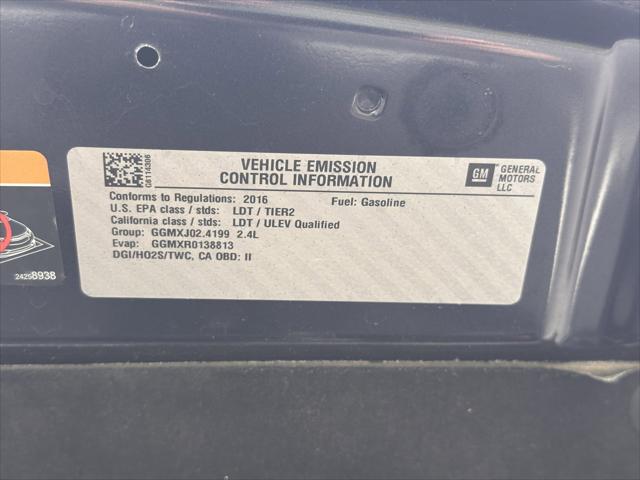 VEHICLE EMISSION
CONTROL INFORMATION
GM
GENERAL
MOTORS
LLC
Conforms to Regulations: 2016 Fuel: Gasoline
U.S. EPA class / stds: LDT / TIER2
California class / stds: LDT / ULEV Qualified
Group: GGMXJ02.4199 2.4L
Evap: GGMXR0138813
DGI/HO2S/TWC, CA OBD: II
24258938